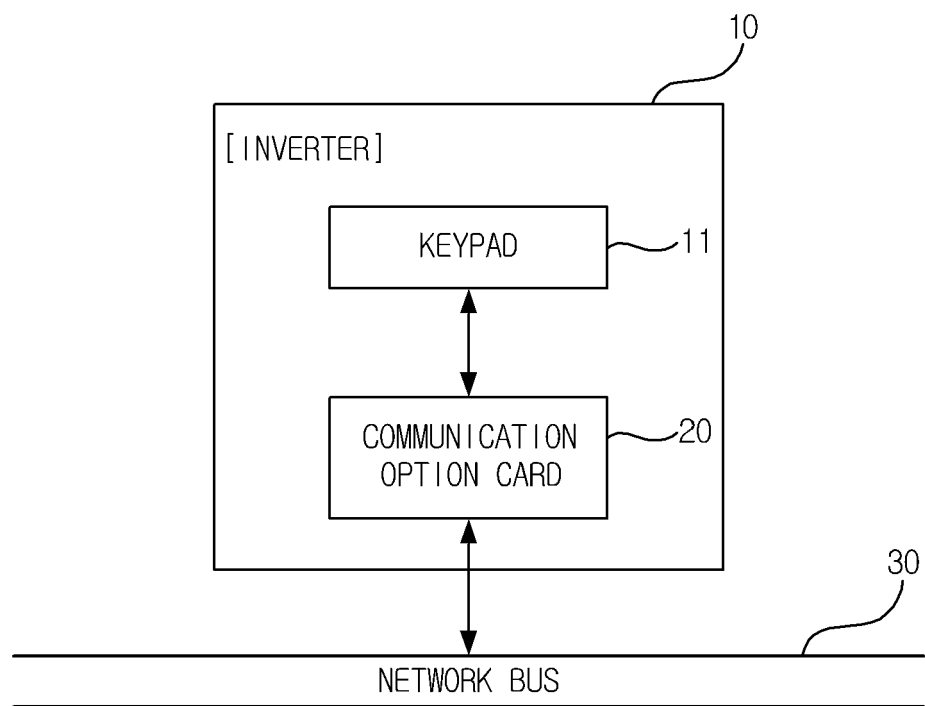 10
[INVERTER]
KEYPAD
11
COMMUNICATION
OPTION CARD
20
30
NETWORK BUS